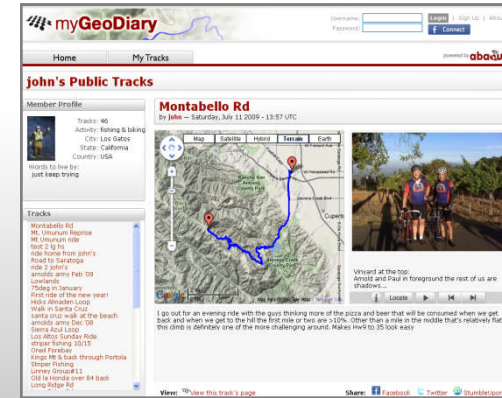 myGeoDiary
Username:
Password:
Login | Sign Up |
Connect
Home
My Tracks
powered by
john's Public Tracks
Member Profile
Tracks: 46
Activity: fishing & biking
City: Los Gatos
State: California
Country: USA
Words to live by:
just keep trying
Tracks
Montabello Rd
Mt. Umunum Reprise
Mt Umunum ride
test 2 lg hs
ride home from john's
Road to Saratoga
ride 2 john's
arnolds army Feb '09
Lowlands
75deg in January
First ride of the new year!
Hicks Almaden Loop
Walk in Santa Cruz
santa cruz walk at the beach
arnolds army Dec '08
Sierra Azul Loop
Los Altos Sunday Ride
striper fishing 10/15
Oneil Forebay
Kings Mt & back through Portola
Striper Fishing
Linney Group#11
Old la Honda over 84 back
Long Ridge Rd
Montabello Rd
by john — Saturday, July 11 2009 - 13:57 UTC
Map
Satellite
Hybrid
Terrain
Earth
Rancho San
Antonio
County Park
Stevens Creek Blvd
Google
Vinyard at the top:
Arnold and Paul in foreground the rest of us are
shadows...
Locate
I go out for an evening ride with the guys thinking more of the pizza and beer that will be consumed when we get
back and when we get to the hill the first mile or two are >10%. Other than a mile in the middle that's relatively flat
this climb is definitely one of the more challenging around. Makes Hw9 to 35 look easy
View: View this track's page
Share: Facebook Twitter